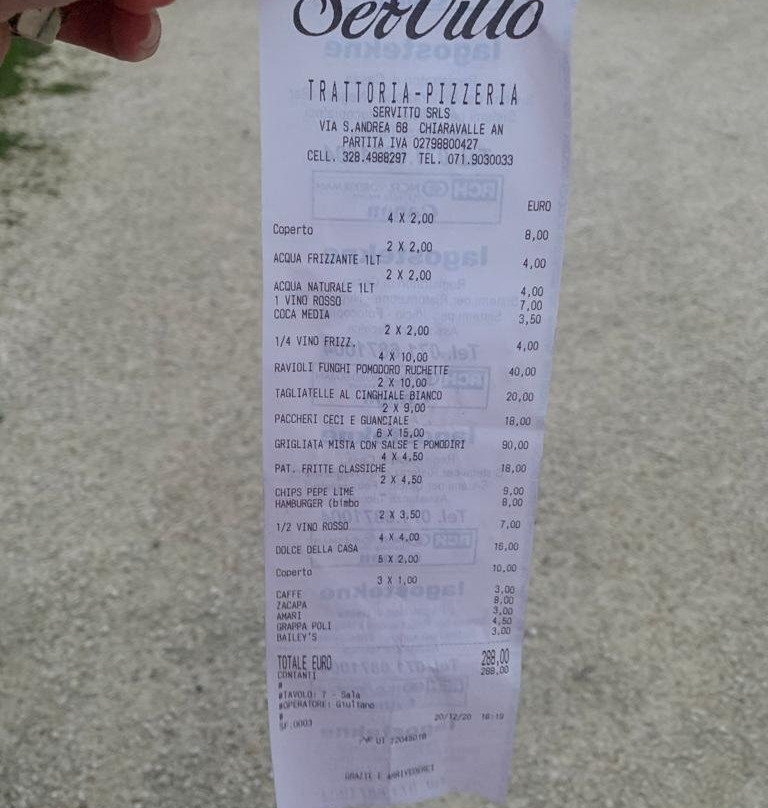 SerVitto
TRATTORIA-PIZZERIA
SERVITTO SRLS
VIA S.ANDREA 68 CHIARAVALLE AN
PARTITA IVA 02798800427
CELL. 328.4988297 TEL. 071.9030033
EURO
4 X 2,00
Coperto 8,00
2 X 2,00
ACQUA FRIZZANTE 1LT 4,00
2 X 2,00
ACQUA NATURALE 1LT 4,00
1 VINO ROSSO 7,00
COCA MEDIA 3,50
2 X 2,00
1/4 VINO FRIZZ. 4,00
4 X 10,00
RAVIOLI FUNGHI POMODORO RUCHETTE 40,00
2 X 10,00
TAGLIATELLE AL CINGHIALE BIANCO 20,00
2 X 9,00
PACCHERI CECI E GUANCIALE 18,00
6 X 15,00
GRIGLIATA MISTA CON SALSE E POMODIRI 90,00
4 X 4,50
PAT. FRITTE CLASSICHE 18,00
2 X 4,50
CHIPS PEPE LIME 9,00
HAMBURGER (bimbo 8,00
2 X 3,50
1/2 VINO ROSSO 7,00
4 X 4,00
DOLCE DELLA CASA 16,00
5 X 2,00
Coperto 10,00
3 X 1,00
CAFFE 3,00
ZACAPA 8,00
AMARI 3,00
GRAPPA POLI 4,50
BAILEY'S 3,00
TOTALE EURO 288,00
CONTANTI 288,00
#
#TAVOLO: 7 - Sala
#OPERATORE: Giuliano
#
SF.0003 20/12/20
GRAZIE E ARRIVEDERCI